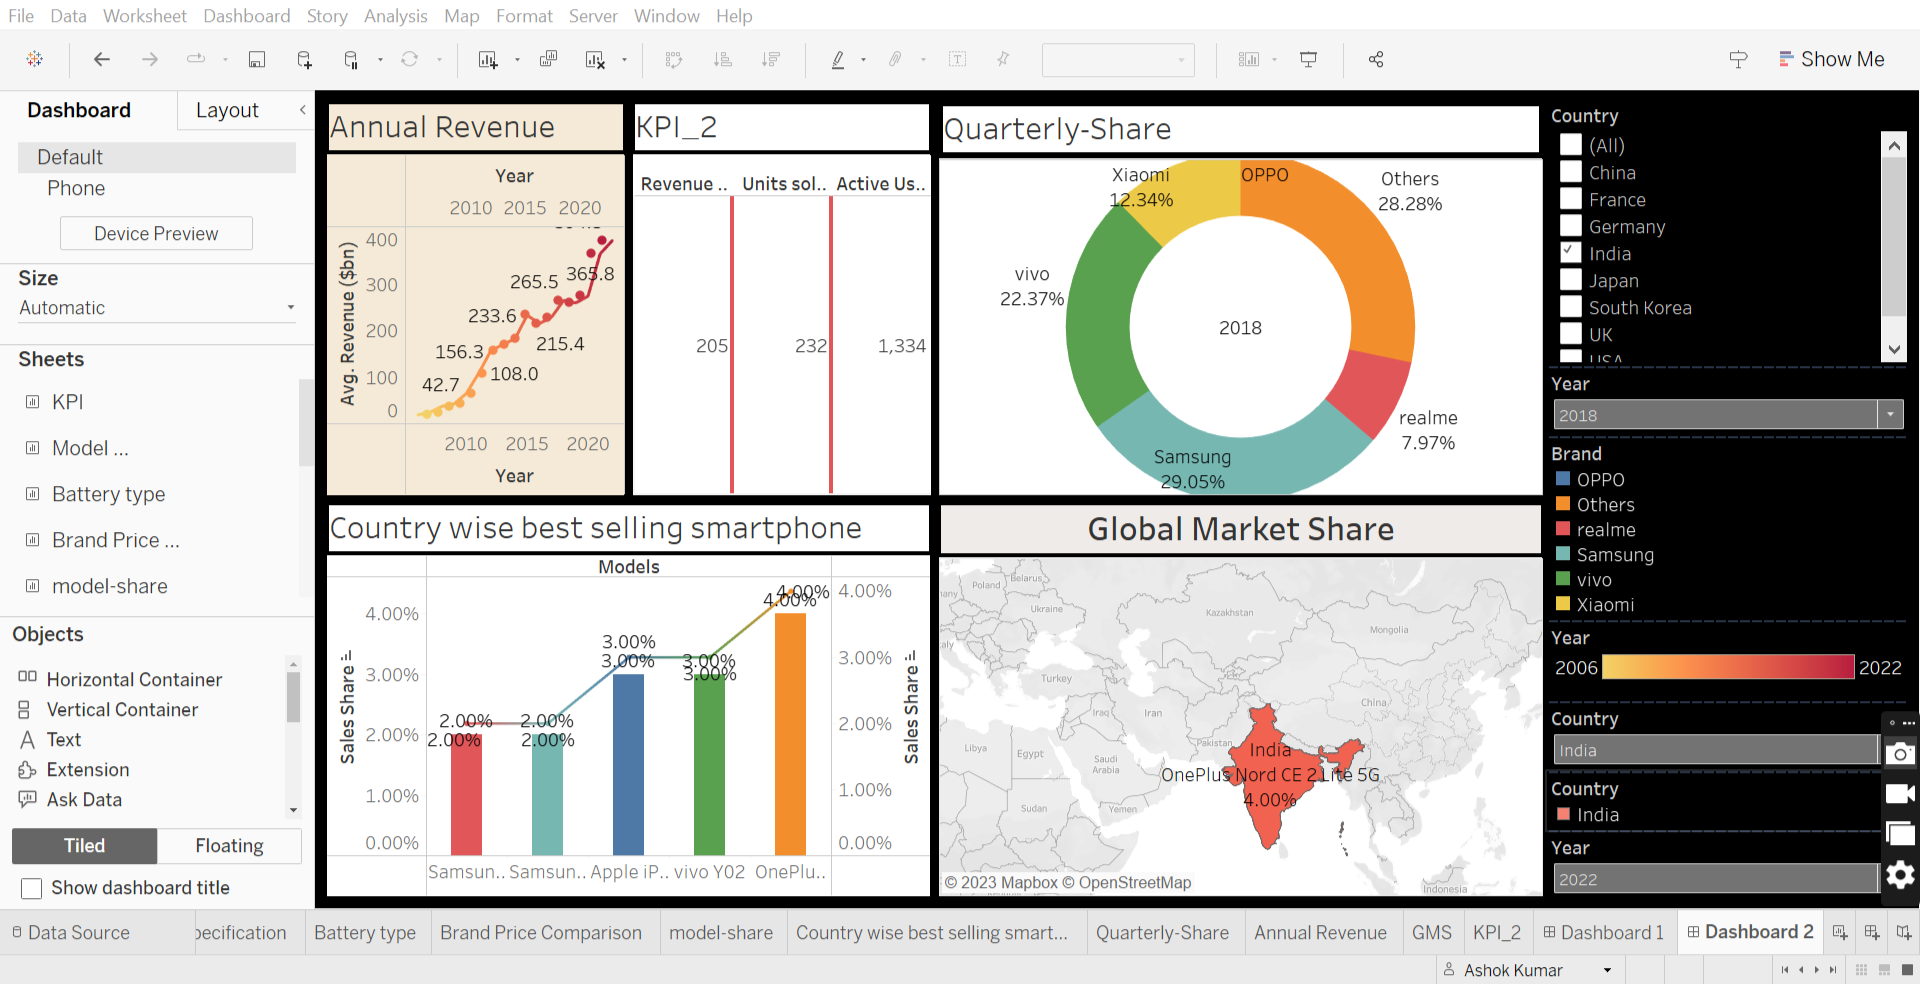 File Data Worksheet Dashboard Story Analysis Map Format Server Window Help
Show Me
Dashboard
Layout
Default
Phone
Device Preview
Size
Automatic
Sheets
KPI
Model ...
Battery type
Brand Price ...
model-share
Objects
Horizontal Container
Vertical Container
Text
Extension
Ask Data
Tiled
Floating
Show dashboard title
Annual Revenue
Year
2010 2015 2020
Avg. Revenue ($bn)
400
300
200
100
0
365.8
265.5
233.6
215.4
156.3
108.0
42.7
2010 2015 2020
Year
KPI_2
Revenue .. Units sol.. Active Us..
205 232 1,334
Quarterly-Share
Xiaomi
12.34%
OPPO
Others
28.28%
vivo
22.37%
2018
realme
7.97%
Samsung
29.05%
Country wise best selling smartphone
Models
Sales Share
4.00%
3.00%
2.00%
1.00%
0.00%
2.00%
2.00%
2.00%
2.00%
3.00%
3.00%
3.00%
3.00%
4.00%
4.00%
4.00%
3.00%
2.00%
1.00%
0.00%
Sales Share
Samsun.. Samsun.. Apple iP.. vivo Y02 OnePlu..
Global Market Share
Poland
Belarus
Ukraine
Kazakhstan
Mongolia
Turkey
Iraq
Iran
China
Pakistan
Libya
Egypt
Saudi
Arabia
Sudan
Yemen
Indonesia
India
OnePlus Nord CE 2 Lite 5G
4.00%
© 2023 Mapbox © OpenStreetMap
Country
(All)
China
France
Germany
India
Japan
South Korea
UK
USA
Year
2018
Brand
OPPO
Others
realme
Samsung
vivo
Xiaomi
Year
2006
2022
Country
India
Country
India
Year
2022
Data Source
pecification
Battery type
Brand Price Comparison
model-share
Country wise best selling smart...
Quarterly-Share
Annual Revenue
GMS
KPI_2
Dashboard 1
Dashboard 2
Ashok Kumar